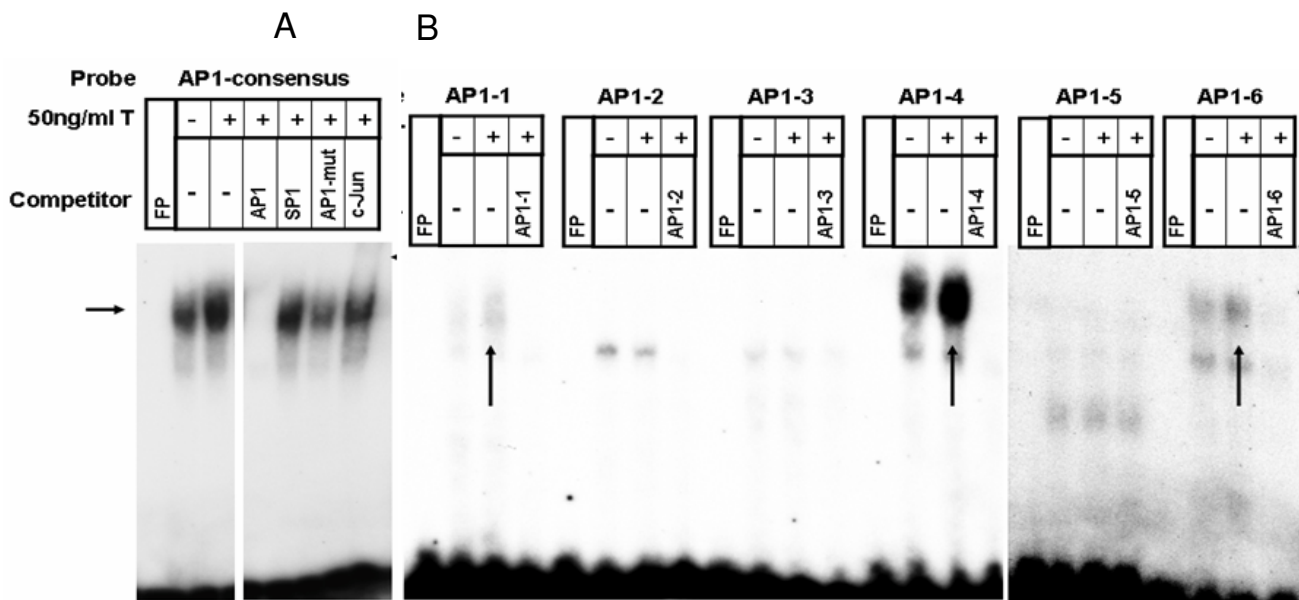 A B
Probe AP1-consensus AP1-1 AP1-2 AP1-3 AP1-4 AP1-5 AP1-6
50ng/ml T - + + + + + - + + - + + - + + - + + - + + - + +
Competitor FP - - AP1 SP1 AP1-mut c-Jun FP - - AP1-1 FP - - AP1-2 FP - - AP1-3 FP - - AP1-4 FP - - AP1-5 FP - - AP1-6